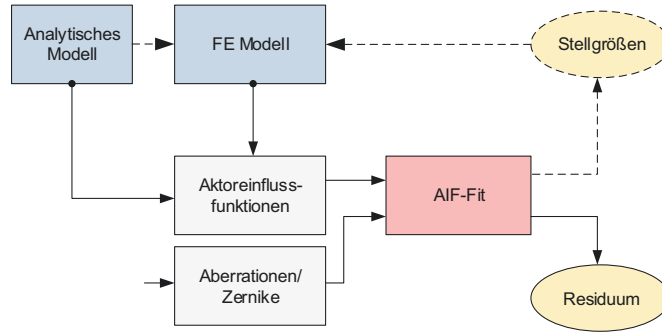 Analytisches
Modell
FE Modell
Stellgrößen
Aktoreinfluss-
funktionen
AIF-Fit
Aberrationen/
Zernike
Residuum